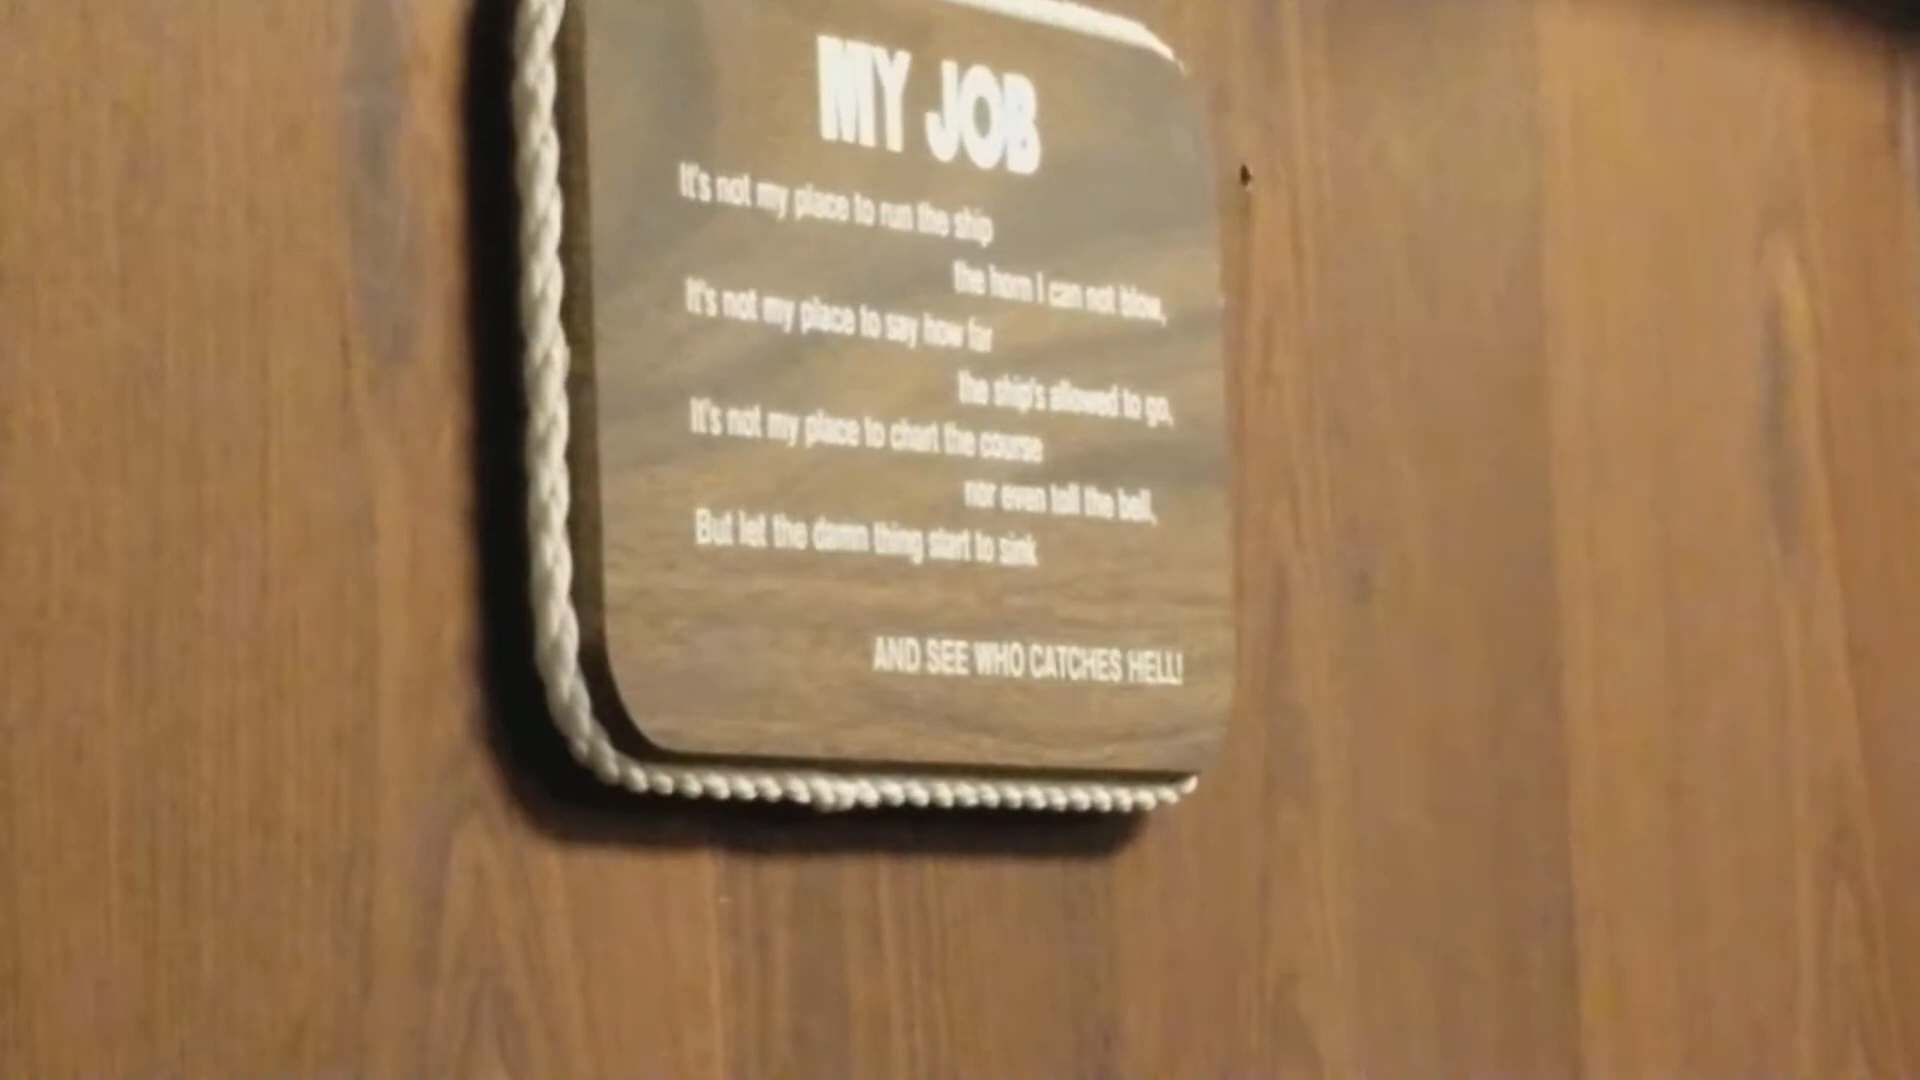 MY JOB
It's not my place to run the ship
the horn I can not blow,
It's not my place to say how far
the ship's allowed to go,
It's not my place to chart the course
nor even toll the bell,
But let the damn thing start to sink
AND SEE WHO CATCHES HELL!